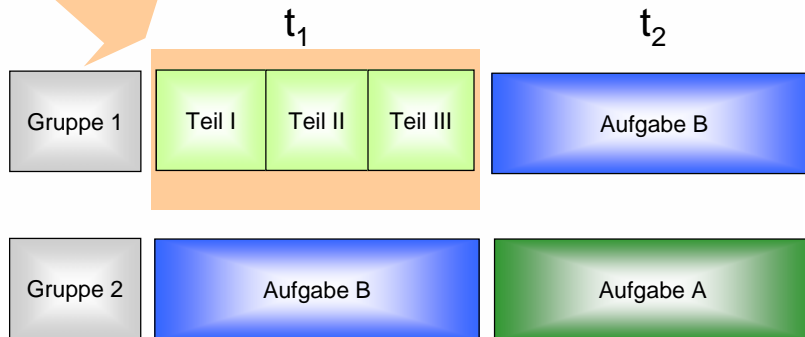 t₁ t₂
Gruppe 1 Teil I Teil II Teil III Aufgabe B
Gruppe 2 Aufgabe B Aufgabe A